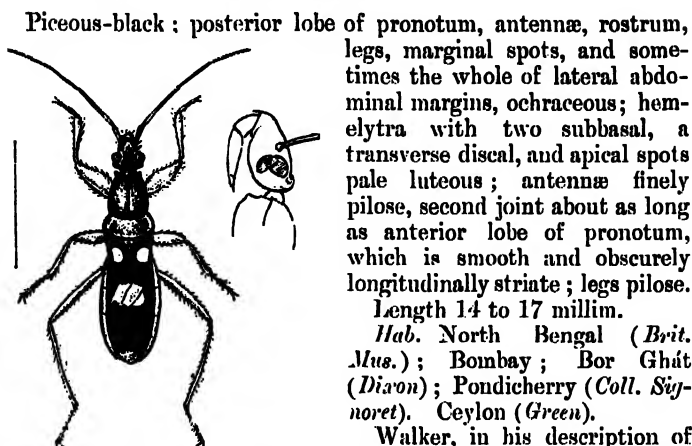 Piceous-black : posterior lobe of pronotum, antennæ, rostrum,
legs, marginal spots, and some-
times the whole of lateral abdo-
minal margins, ochraceous; hem-
elytra with two subbasal, a
transverse discal, and apical spots
pale luteous ; antennæ finely
pilose, second joint about as long
as anterior lobe of pronotum,
which is smooth and obscurely
longitudinally striate ; legs pilose.
Length 14 to 17 millim.
Hab. North Bengal (Brit.
Mus.) ; Bombay ; Bor Ghát
(Dixon) ; Pondicherry (Coll. Sig-
noret). Ceylon (Green).
Walker, in his description of